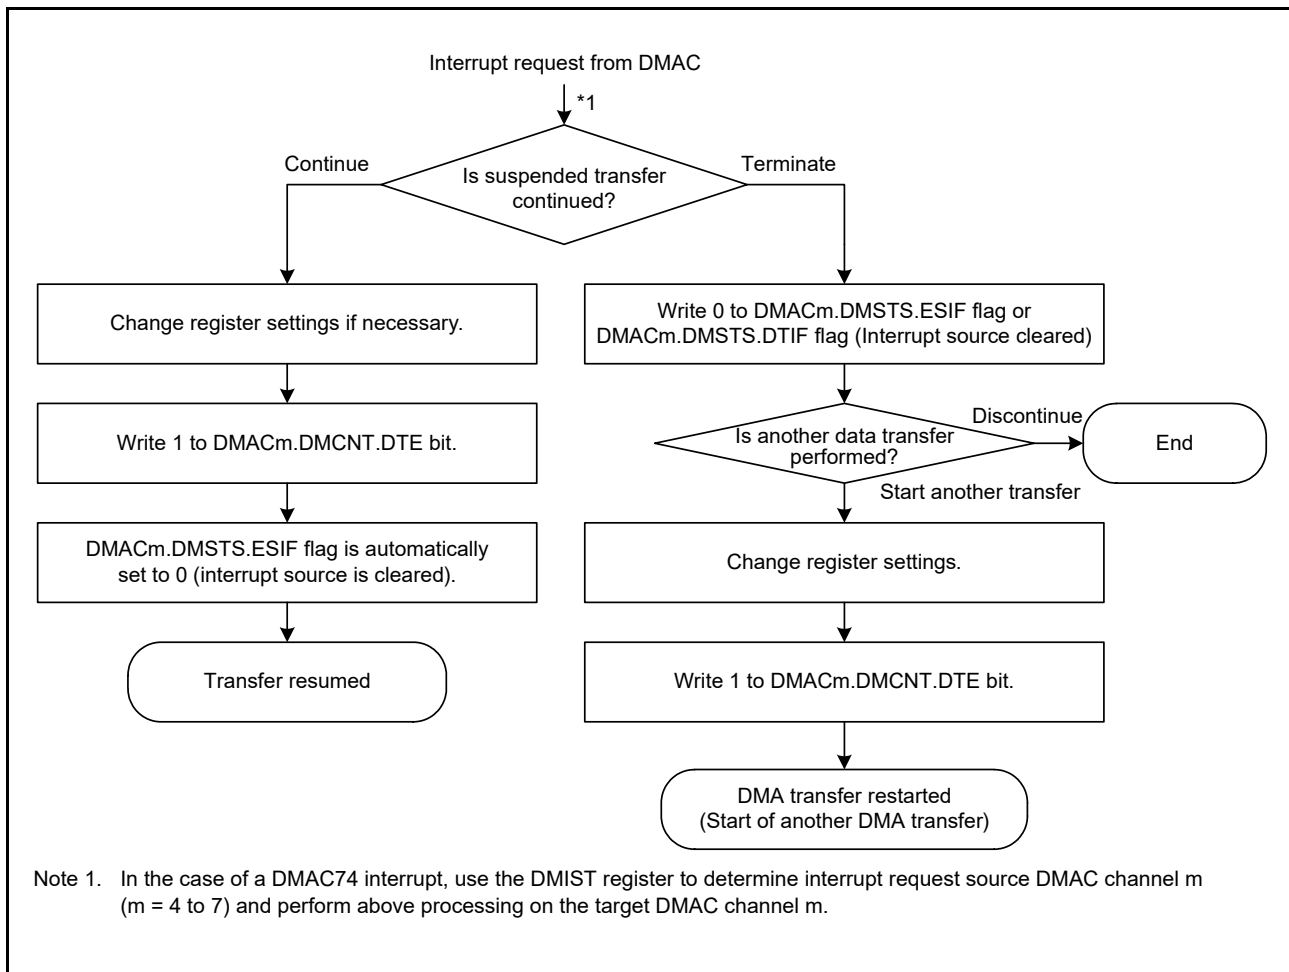 Interrupt request from DMAC
*1
Continue
Terminate
Is suspended transfer
continued?
Change register settings if necessary.
Write 1 to DMACm.DMCNT.DTE bit.
DMACm.DMSTS.ESIF flag is automatically
set to 0 (interrupt source is cleared).
Transfer resumed
Write 0 to DMACm.DMSTS.ESIF flag or
DMACm.DMSTS.DTIF flag (Interrupt source cleared)
Is another data transfer
performed?
Discontinue
End
Start another transfer
Change register settings.
Write 1 to DMACm.DMCNT.DTE bit.
DMA transfer restarted
(Start of another DMA transfer)
Note 1. In the case of a DMAC74 interrupt, use the DMIST register to determine interrupt request source DMAC channel m
(m = 4 to 7) and perform above processing on the target DMAC channel m.